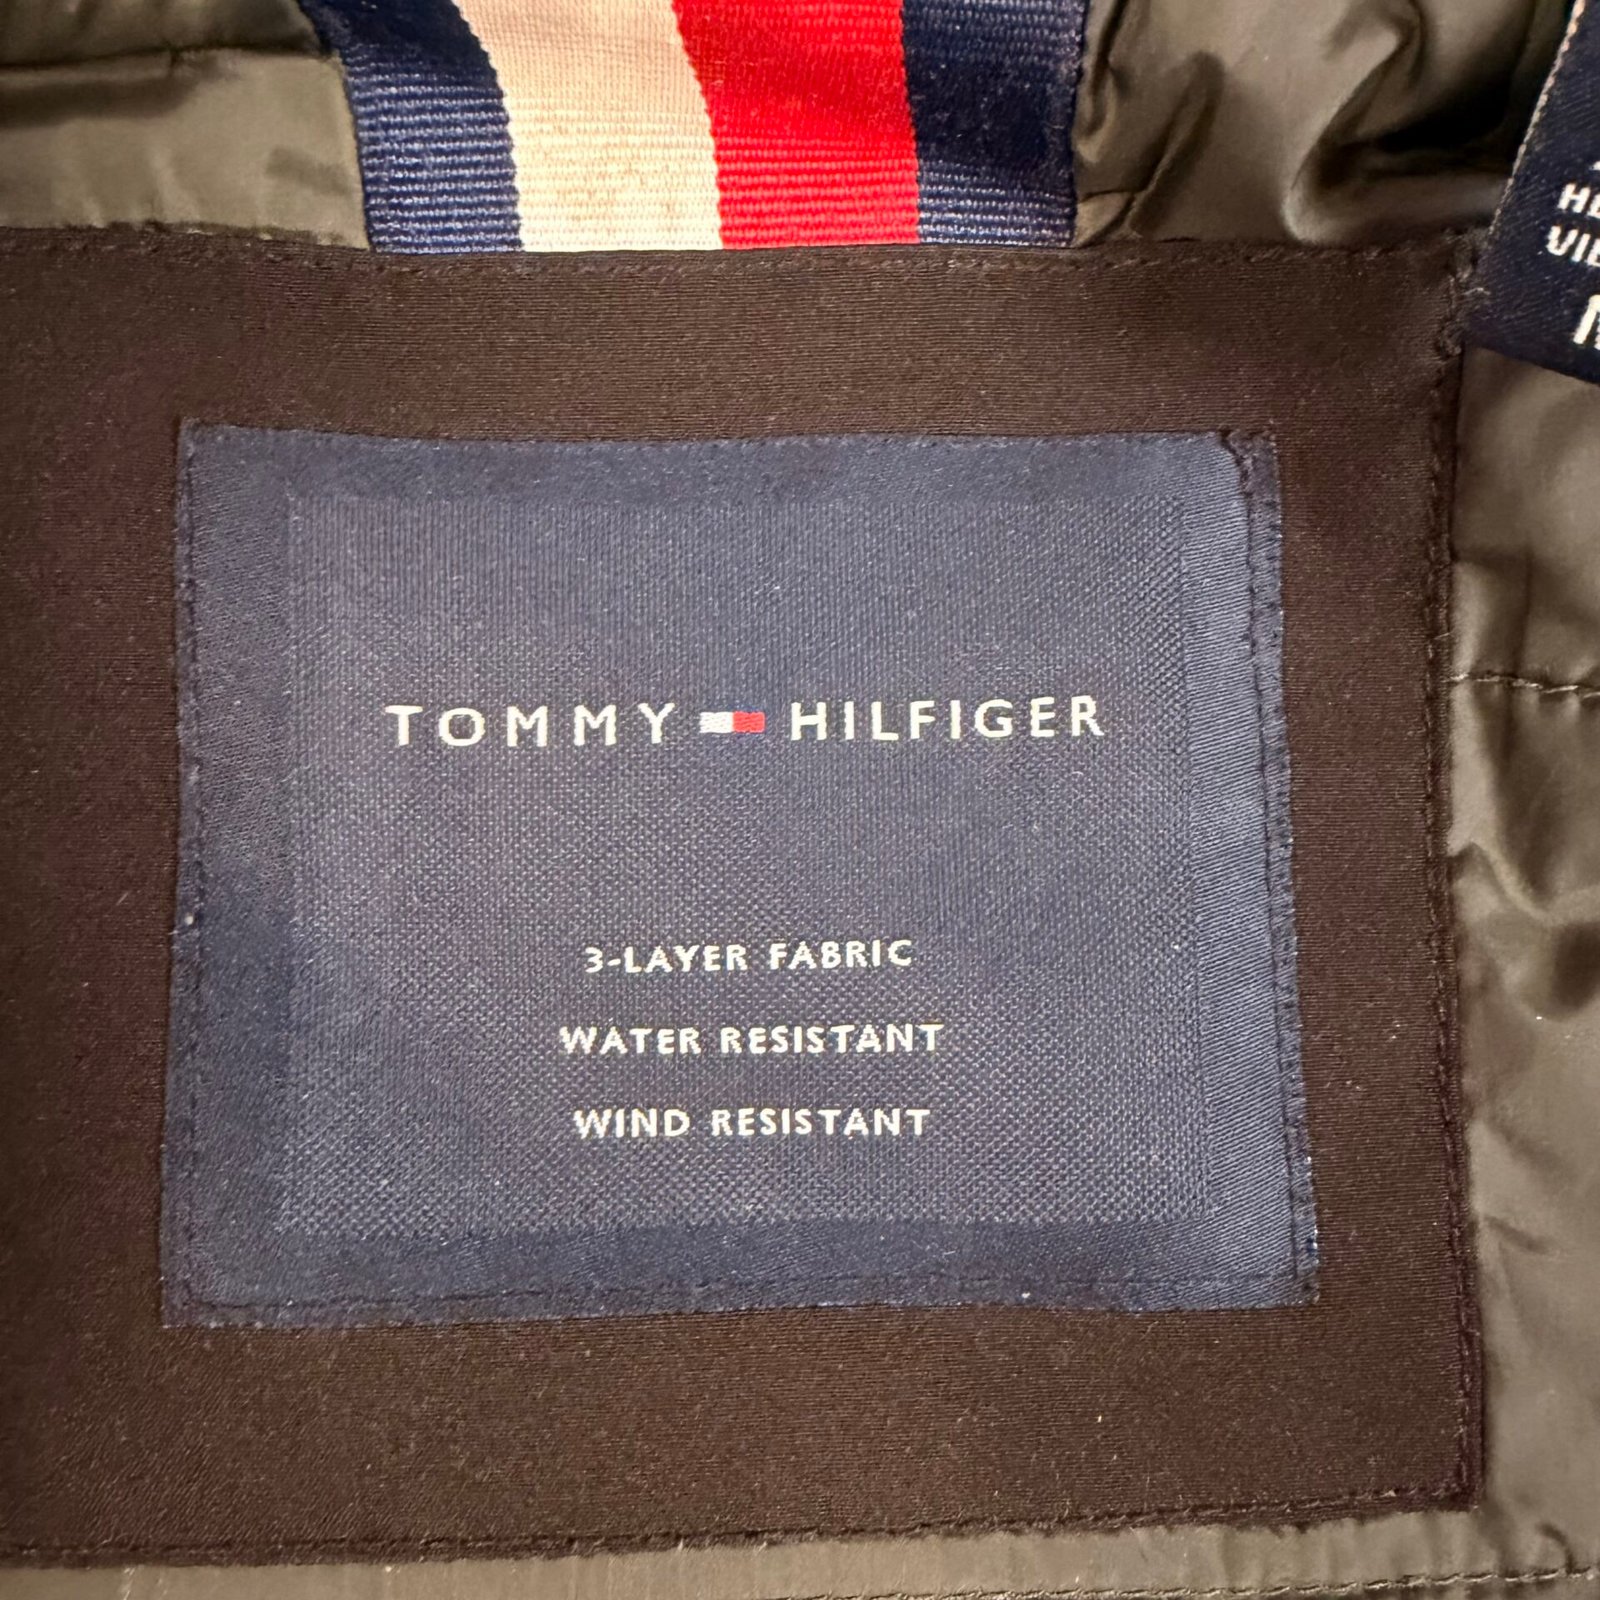 TOMMY HILFIGER
3-LAYER FABRIC
WATER RESISTANT
WIND RESISTANT